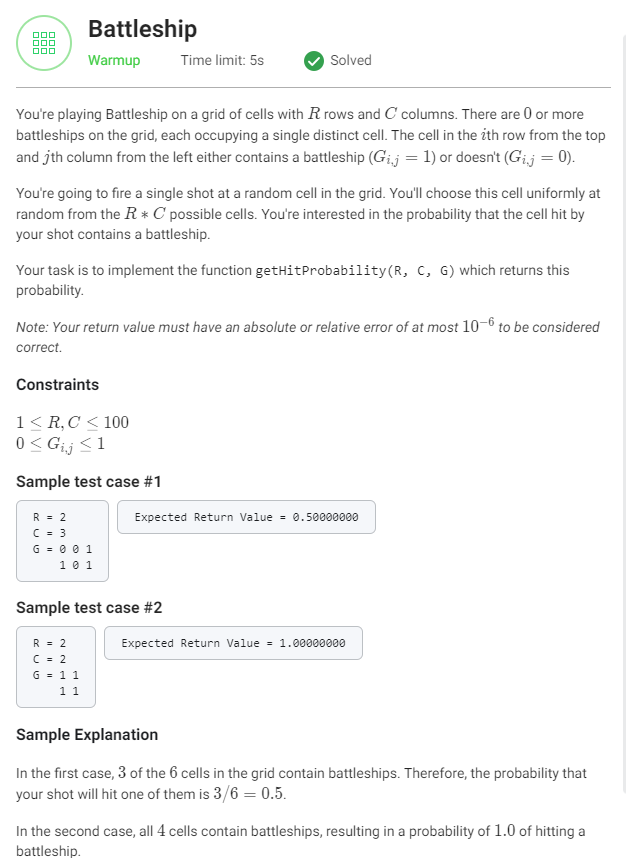 Battleship
Warmup Time limit: 5s Solved
You're playing Battleship on a grid of cells with R rows and C columns. There are 0 or more
battleships on the grid, each occupying a single distinct cell. The cell in the ith row from the top
and jth column from the left either contains a battleship (G_{i,j} = 1) or doesn't (G_{i,j} = 0).
You're going to fire a single shot at a random cell in the grid. You'll choose this cell uniformly at
random from the R * C possible cells. You're interested in the probability that the cell hit by
your shot contains a battleship.
Your task is to implement the function getHitProbability(R, C, G) which returns this
probability.
Note: Your return value must have an absolute or relative error of at most 10^{-6} to be considered
correct.
Constraints
1 ≤ R, C ≤ 100
0 ≤ G_{i,j} ≤ 1
Sample test case #1
R = 2
C = 3
G = 0 0 1
1 0 1
Expected Return Value = 0.50000000
Sample test case #2
R = 2
C = 2
G = 1 1
1 1
Expected Return Value = 1.00000000
Sample Explanation
In the first case, 3 of the 6 cells in the grid contain battleships. Therefore, the probability that
your shot will hit one of them is 3/6 = 0.5.
In the second case, all 4 cells contain battleships, resulting in a probability of 1.0 of hitting a
battleship.